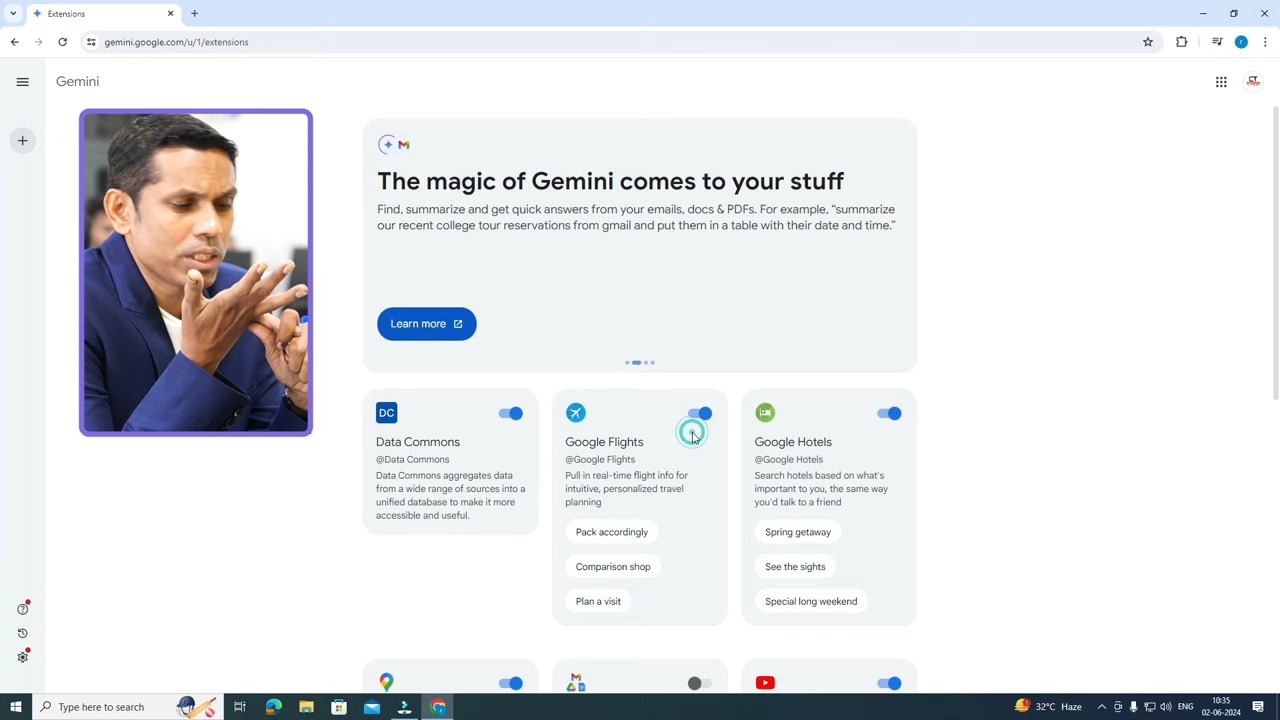 Extensions
gemini.google.com/u/1/extensions
r
Gemini
The magic of Gemini comes to your stuff
Find, summarize and get quick answers from your emails, docs & PDFs. For example, “summarize
our recent college tour reservations from gmail and put them in a table with their date and time.”
Learn more
DC
Data Commons
@Data Commons
Data Commons aggregates data
from a wide range of sources into a
unified database to make it more
accessible and useful.
Google Flights
@Google Flights
Pull in real-time flight info for
intuitive, personalized travel
planning
Pack accordingly
Comparison shop
Plan a visit
Google Hotels
@Google Hotels
Search hotels based on what's
important to you, the same way
you'd talk to a friend
Spring getaway
See the sights
Special long weekend
Type here to search
32°C Haze
ENG
10:35
02-06-2024